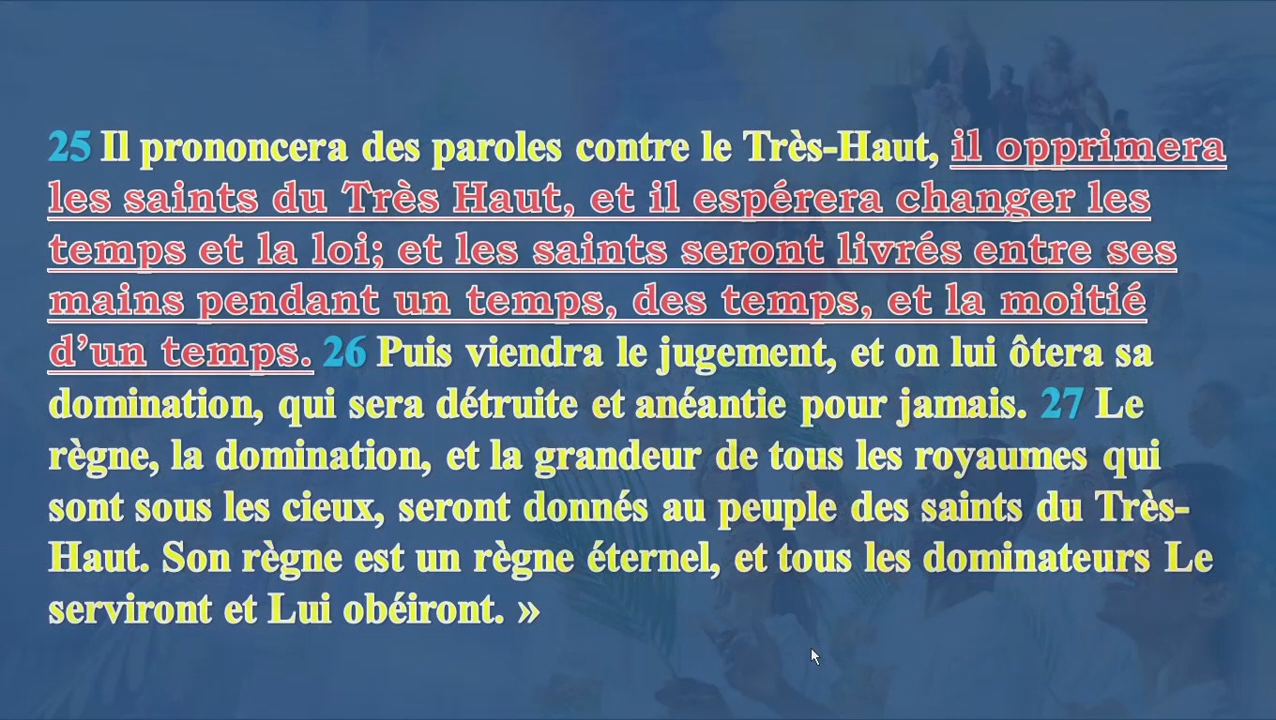 25 Il prononcera des paroles contre le Très-Haut, il opprimera
les saints du Très Haut, et il espérera changer les
temps et la loi; et les saints seront livrés entre ses
mains pendant un temps, des temps, et la moitié
d’un temps. 26 Puis viendra le jugement, et on lui ôtera sa
domination, qui sera détruite et anéantie pour jamais. 27 Le
règne, la domination, et la grandeur de tous les royaumes qui
sont sous les cieux, seront donnés au peuple des saints du Très-
Haut. Son règne est un règne éternel, et tous les dominateurs Le
serviront et Lui obéiront. »